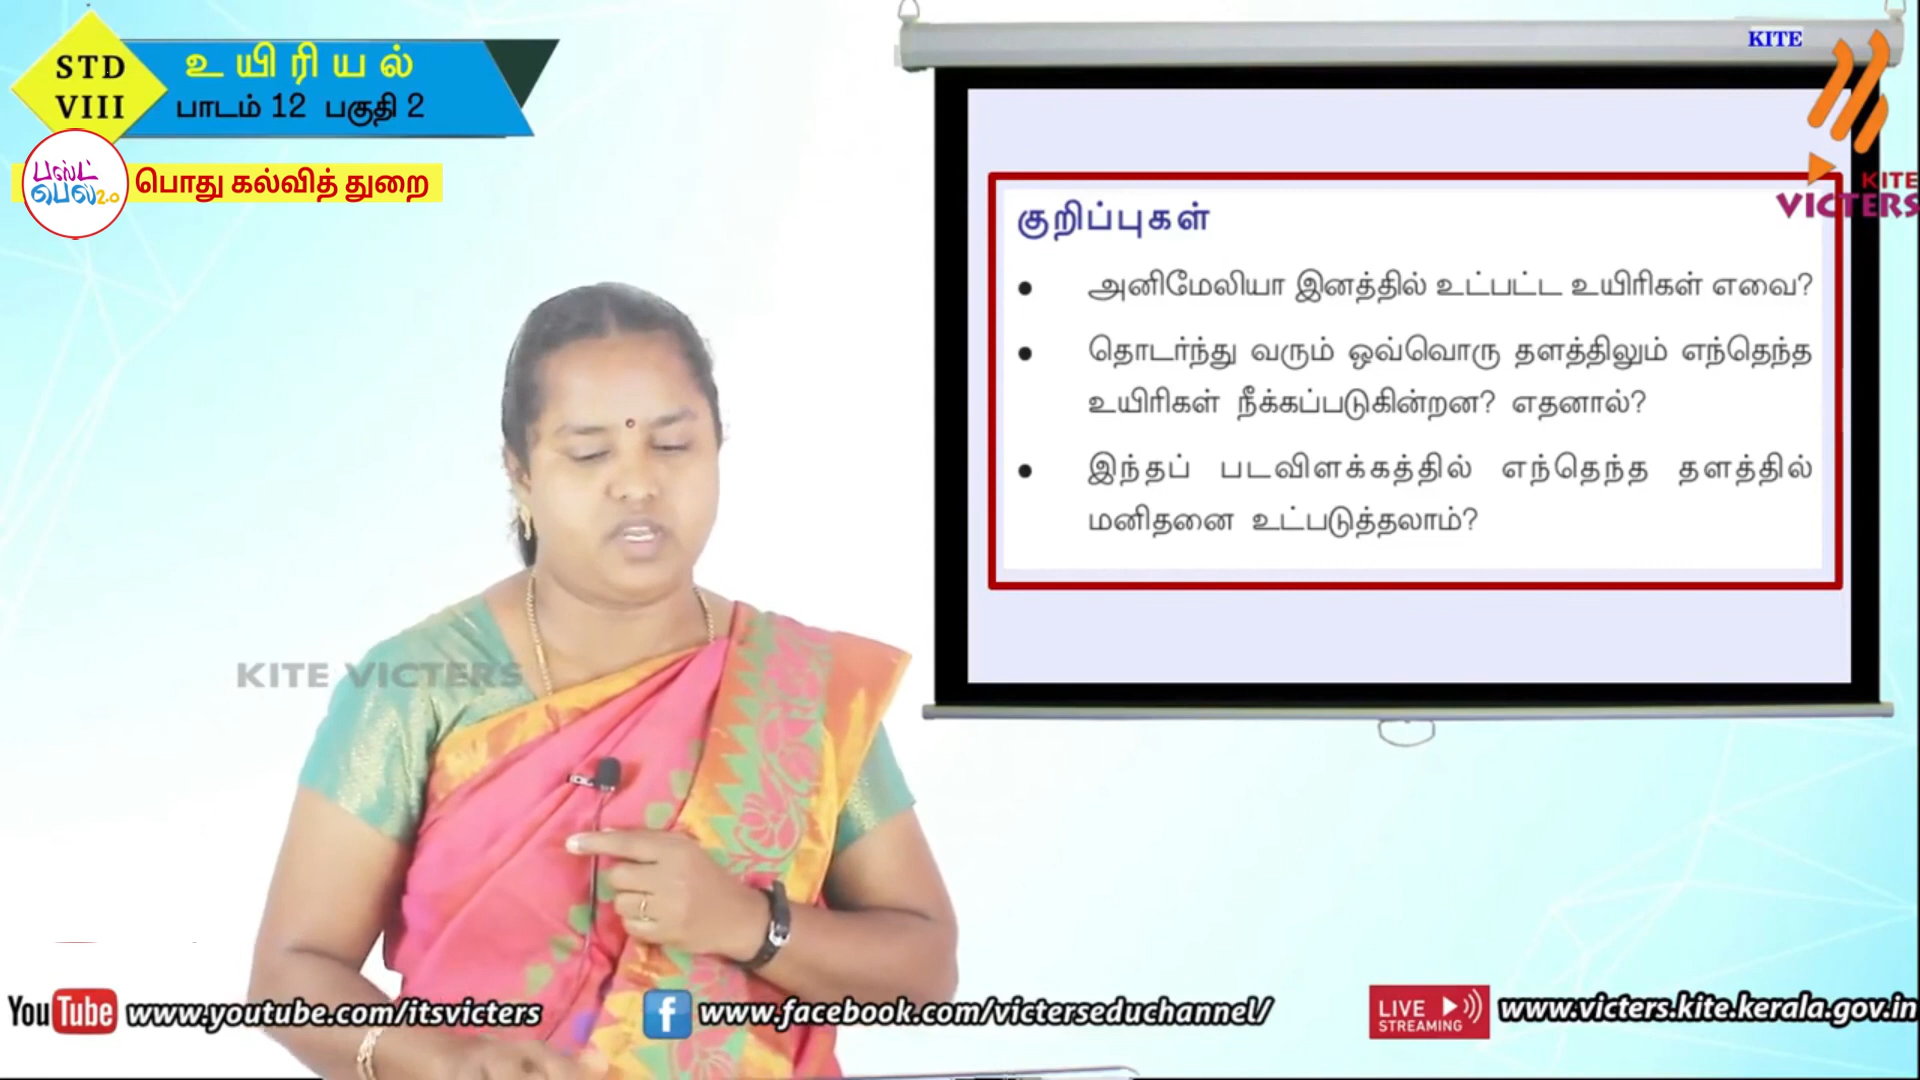 STD
VIII
உயிரியல்
பாடம் 12 பகுதி 2
பஸ்ட்
பெல் 2.0
பொது கல்வித் துறை
KITE
KITE
VICTERS
குறிப்புகள்
• அனிமேலியா இனத்தில் உட்பட்ட உயிரிகள் எவை?
• தொடர்ந்து வரும் ஒவ்வொரு தளத்திலும் எந்தெந்த
உயிரிகள் நீக்கப்படுகின்றன? எதனால்?
• இந்தப் படவிளக்கத்தில் எந்தெந்த தளத்தில்
மனிதனை உட்படுத்தலாம்?
KITE VICTERS
YouTube www.youtube.com/itsvicters
f www.facebook.com/victerseduchannel/
LIVE
STREAMING
www.victers.kite.kerala.gov.in